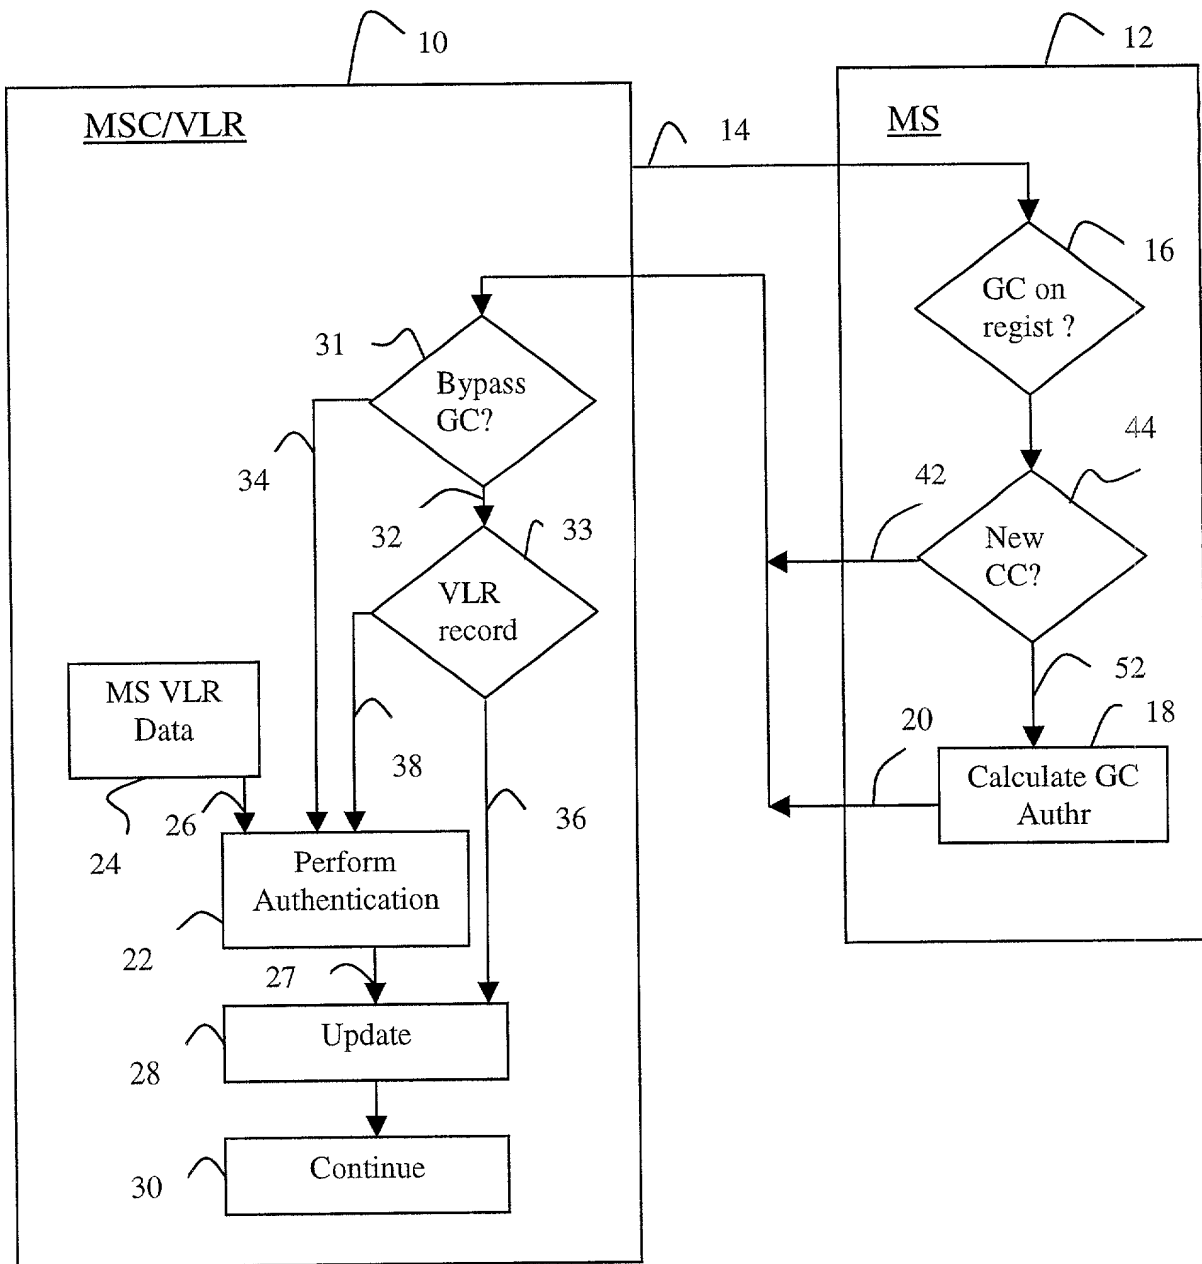 10
12
MSC/VLR
14
MS
16
GC on
regist ?
31
Bypass
GC?
44
34
42
32
33
New
CC?
VLR
record
52
MS VLR
Data
20
18
38
Calculate GC
Authr
26
36
24
Perform
Authentication
22
27
Update
28
Continue
30